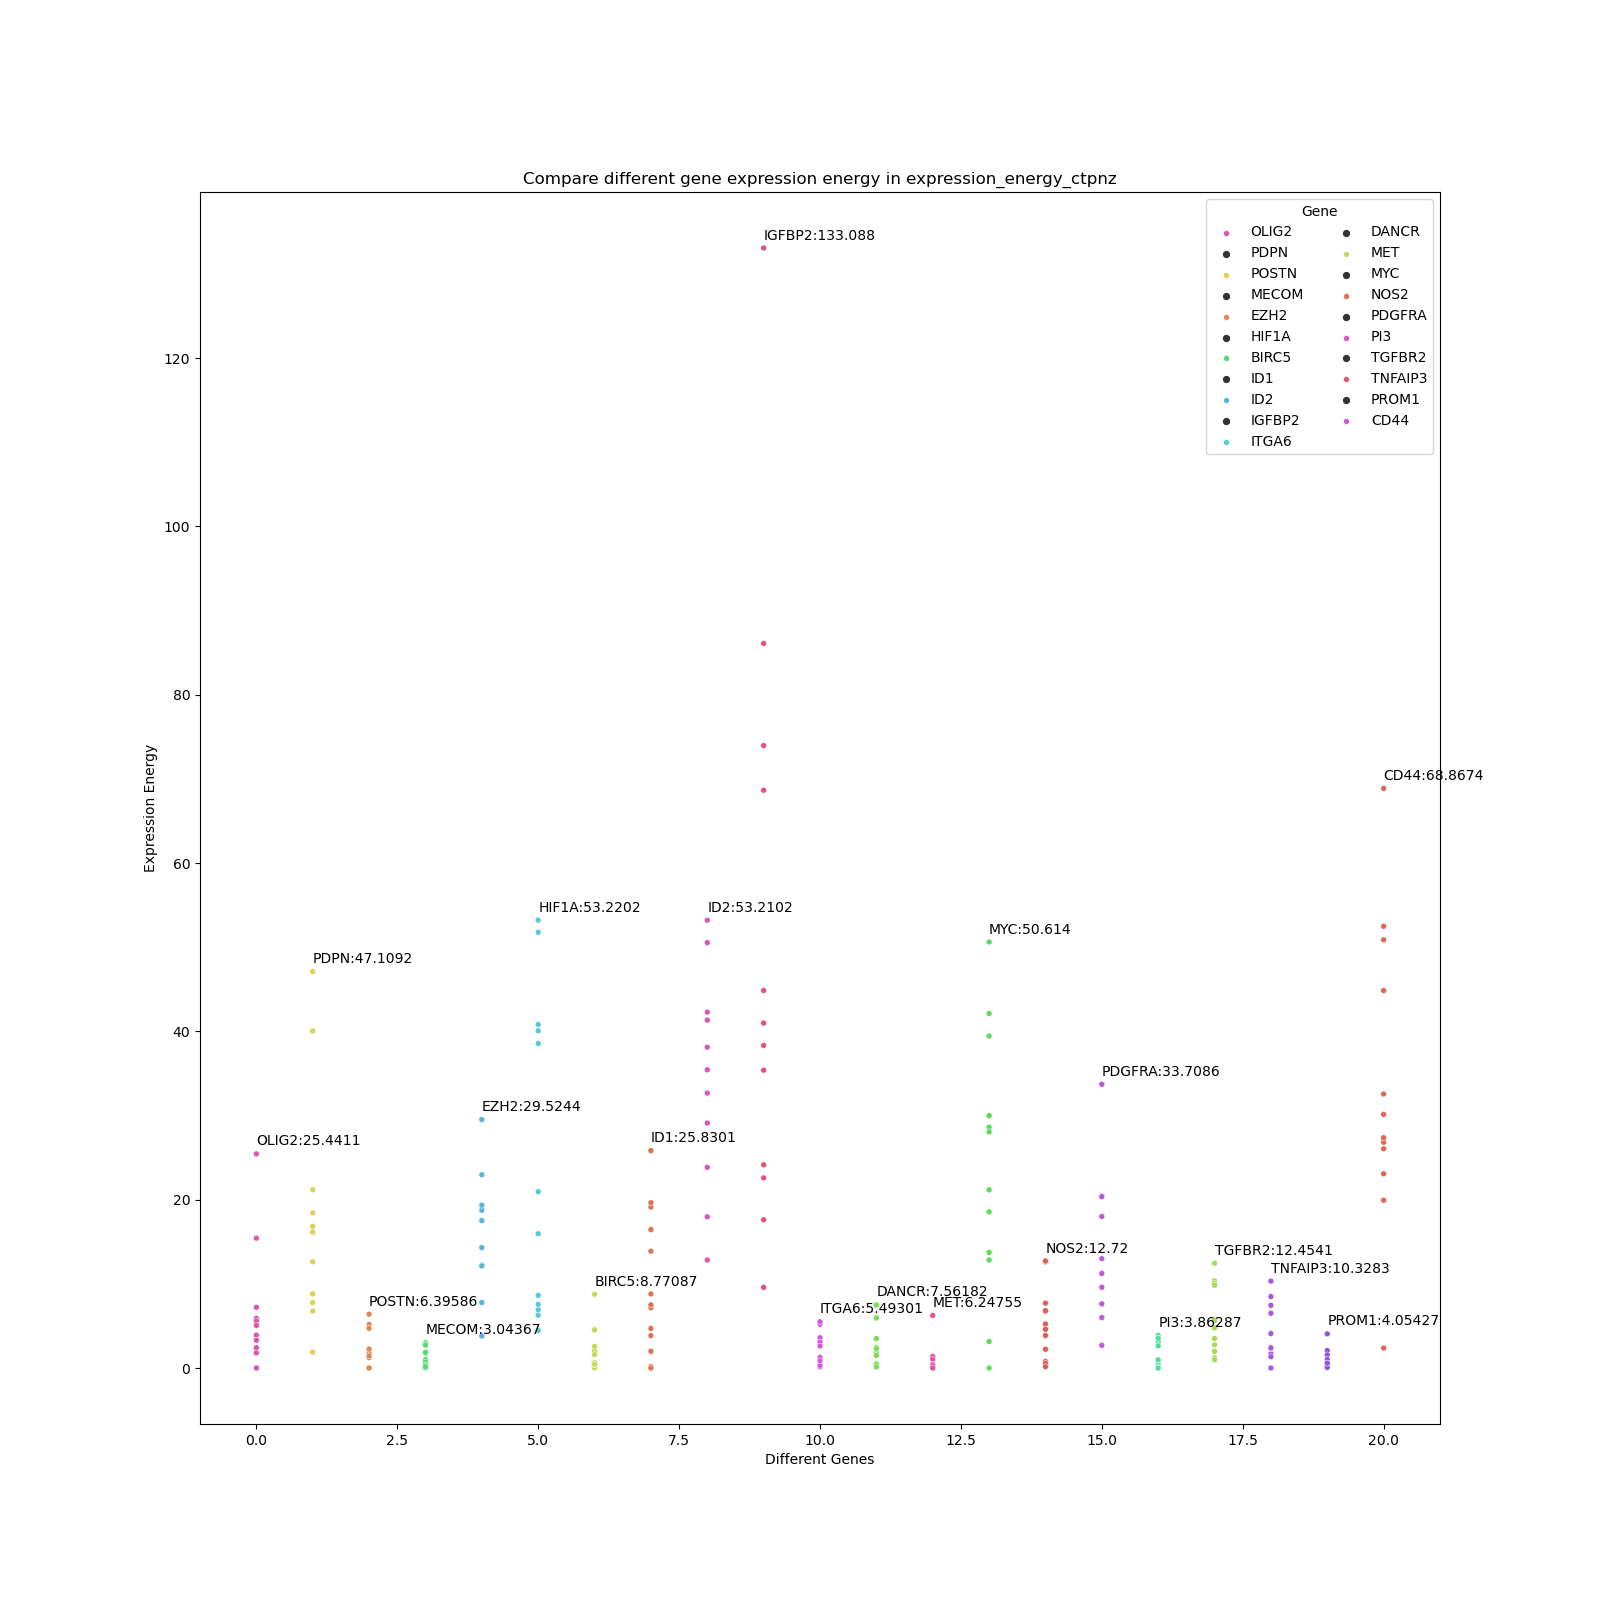 Compare different gene expression energy in expression_energy_ctpnz
Gene
OLIG2
PDPN
POSTN
MECOM
EZH2
HIF1A
BIRC5
ID1
ID2
IGFBP2
ITGA6
DANCR
MET
MYC
NOS2
PDGFRA
PI3
TGFBR2
TNFAIP3
PROM1
CD44
IGFBP2:133.088
CD44:68.8674
HIF1A:53.2202
ID2:53.2102
MYC:50.614
PDPN:47.1092
PDGFRA:33.7086
EZH2:29.5244
ID1:25.8301
OLIG2:25.4411
NOS2:12.72
TGFBR2:12.4541
TNFAIP3:10.3283
BIRC5:8.77087
DANCR:7.56182
POSTN:6.39586
MET:6.24755
ITGA6:5.49301
PROM1:4.05427
PI3:3.86287
MECOM:3.04367
120
100
80
60
40
20
0
Expression Energy
0.0
2.5
5.0
7.5
10.0
12.5
15.0
17.5
20.0
Different Genes